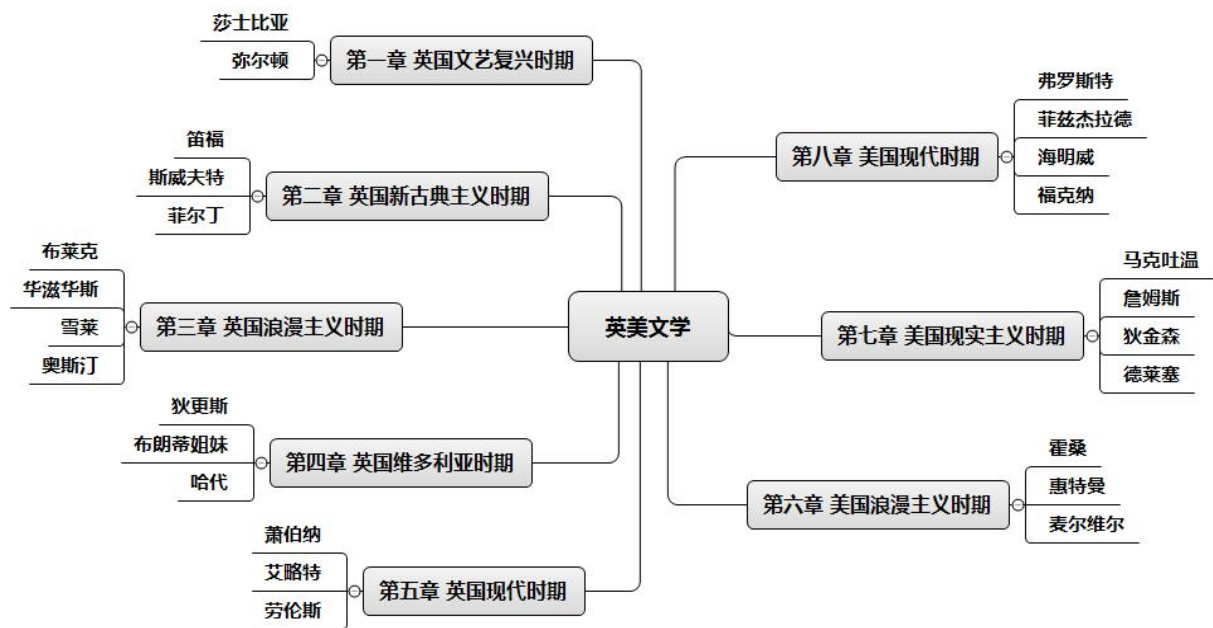 莎士比亚
弥尔顿
第一章 英国文艺复兴时期
笛福
斯威夫特
菲尔丁
第二章 英国新古典主义时期
布莱克
华滋华斯
雪莱
奥斯汀
第三章 英国浪漫主义时期
狄更斯
布朗蒂姐妹
哈代
第四章 英国维多利亚时期
萧伯纳
艾略特
劳伦斯
第五章 英国现代时期
英美文学
第八章 美国现代时期
弗罗斯特
菲兹杰拉德
海明威
福克纳
第七章 美国现实主义时期
马克吐温
詹姆斯
狄金森
德莱塞
第六章 美国浪漫主义时期
霍桑
惠特曼
麦尔维尔